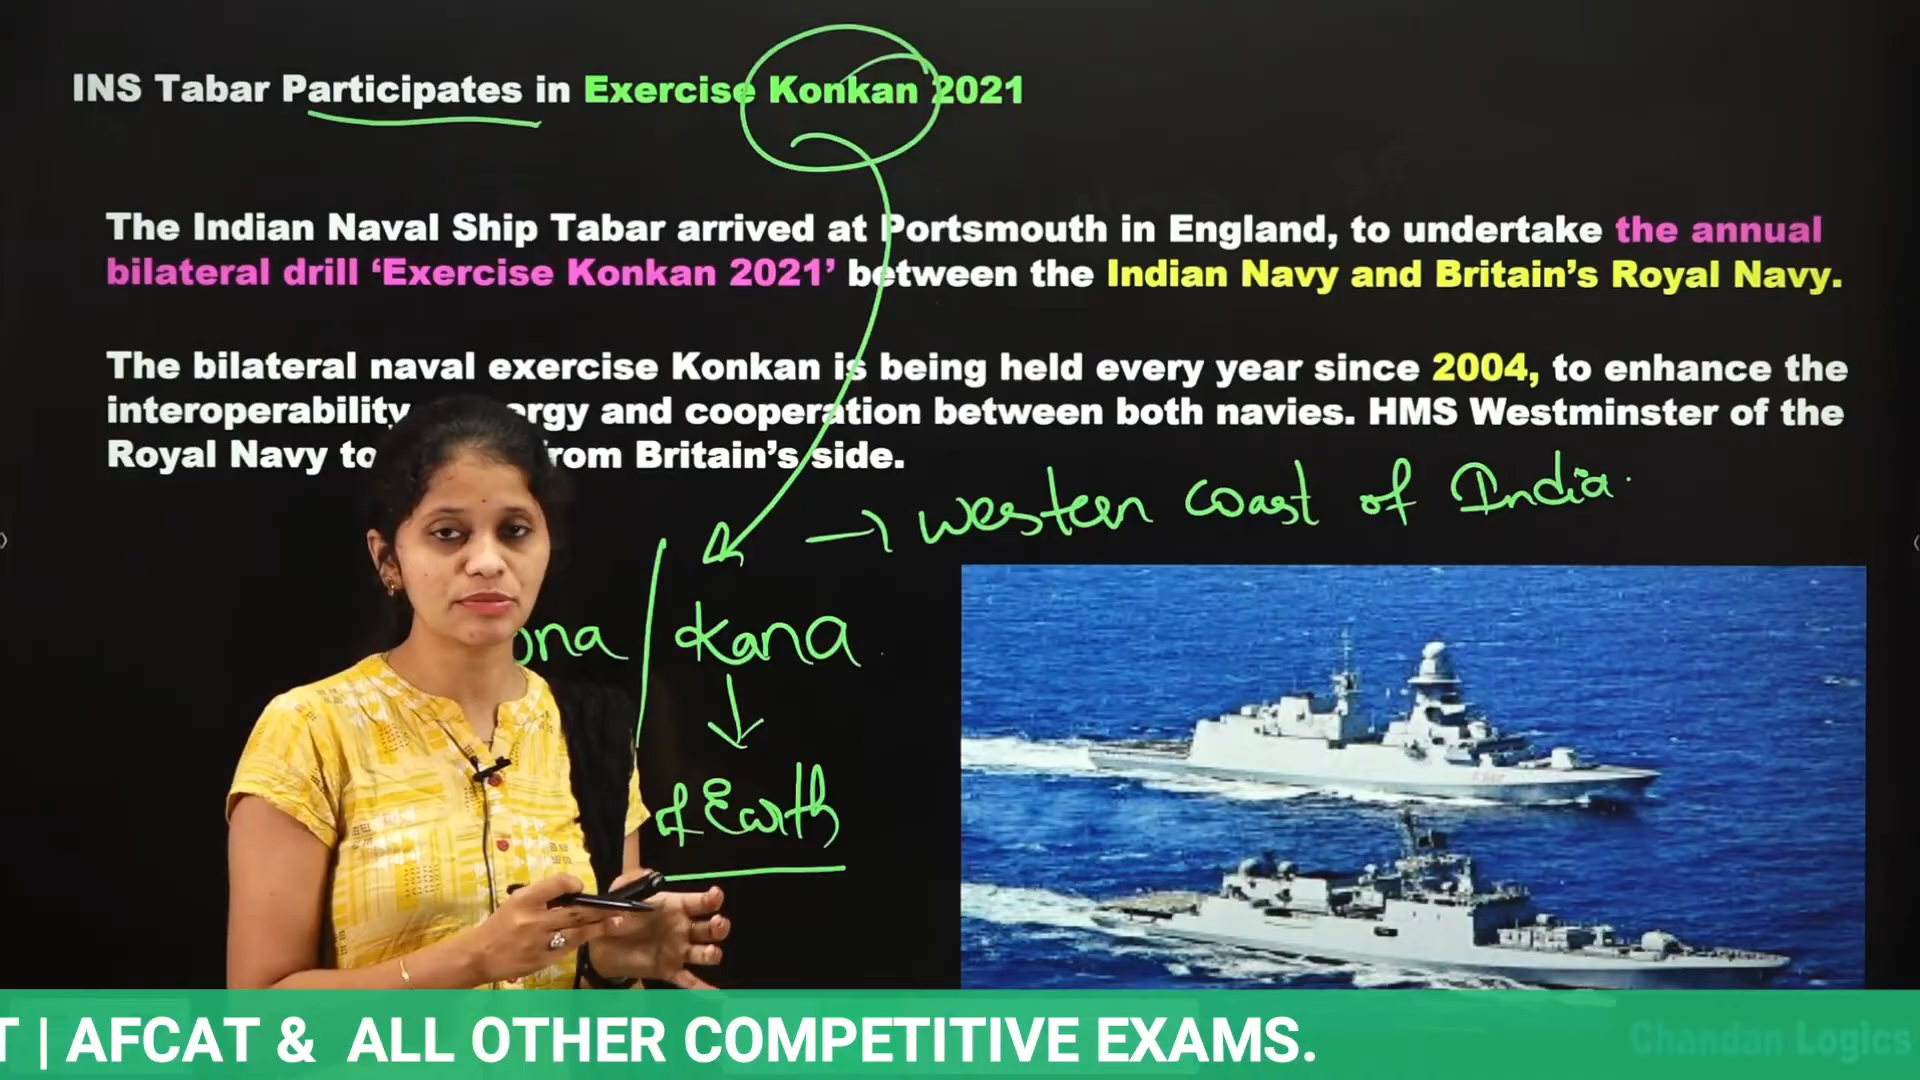 INS Tabar Participates in Exercise Konkan 2021
The Indian Naval Ship Tabar arrived at Portsmouth in England, to undertake the annual
bilateral drill ‘Exercise Konkan 2021’ between the Indian Navy and Britain’s Royal Navy.
The bilateral naval exercise Konkan is being held every year since 2004, to enhance the
interoperability and cooperation between both navies. HMS Westminster of the
Royal Navy Britain’s side.
→ western coast of India.
/ Kana
of Earth
| AFCAT & ALL OTHER COMPETITIVE EXAMS.
Chandan Logics